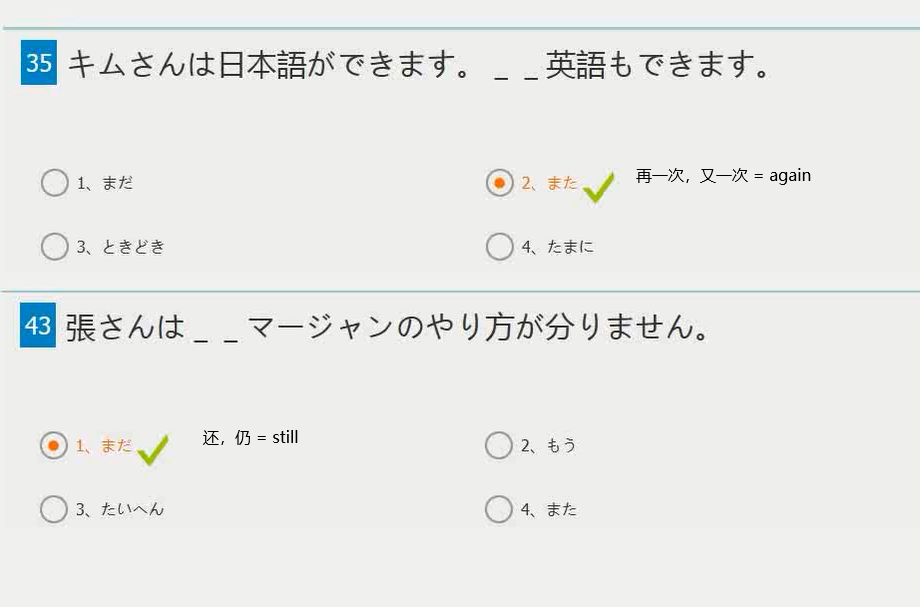 35 キムさんは日本語ができます。 _ _ 英語もできます。
1、まだ
2、また 再一次，又一次 = again
3、ときどき
4、たまに
43 張さんは _ _ マージャンのやり方が分りません。
1、まだ 还，仍 = still
2、もう
3、たいへん
4、また